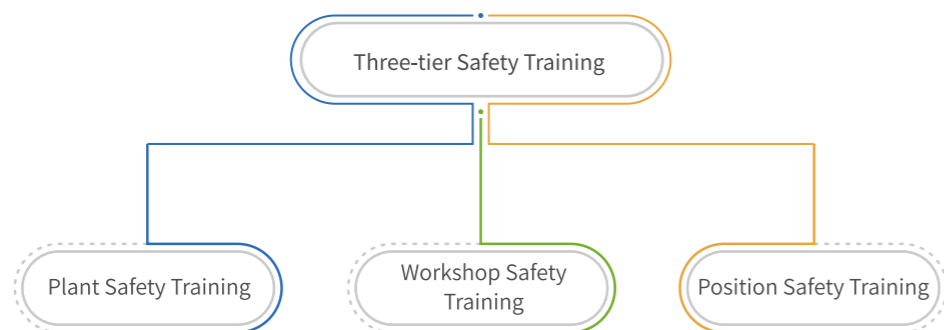 Three-tier Safety Training
Plant Safety Training
Workshop Safety
Training
Position Safety Training